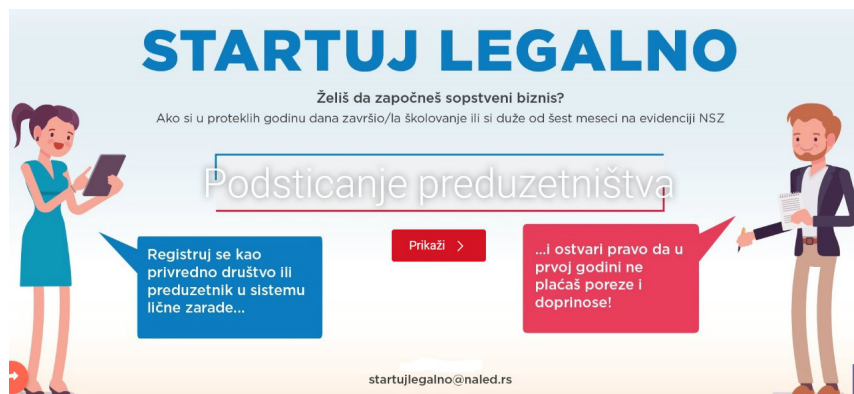 STARTUJ LEGALNO
Želiš da započneš sopstveni biznis?
Ako si u proteklih godinu dana završio/la školovanje ili si duže od šest meseci na evidenciji NSZ
Podsticanje preduzetništva
Prikaži
Registruj se kao
privredno društvo ili
preduzetnik u sistemu
lične zarade...
...i ostvari pravo da u
prvoj godini ne
plaćaš poreze i
doprinose!
startujlegalno@naled.rs